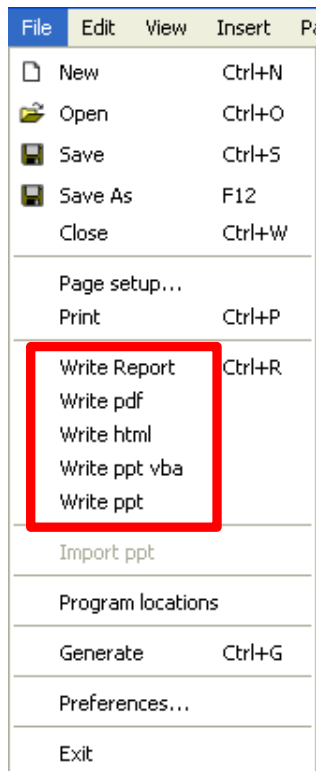 File Edit View Insert
New Ctrl+N
Open Ctrl+O
Save Ctrl+S
Save As F12
Close Ctrl+W
Page setup...
Print Ctrl+P
Write Report Ctrl+R
Write pdf
Write html
Write ppt vba
Write ppt
Import ppt
Program locations
Generate Ctrl+G
Preferences...
Exit